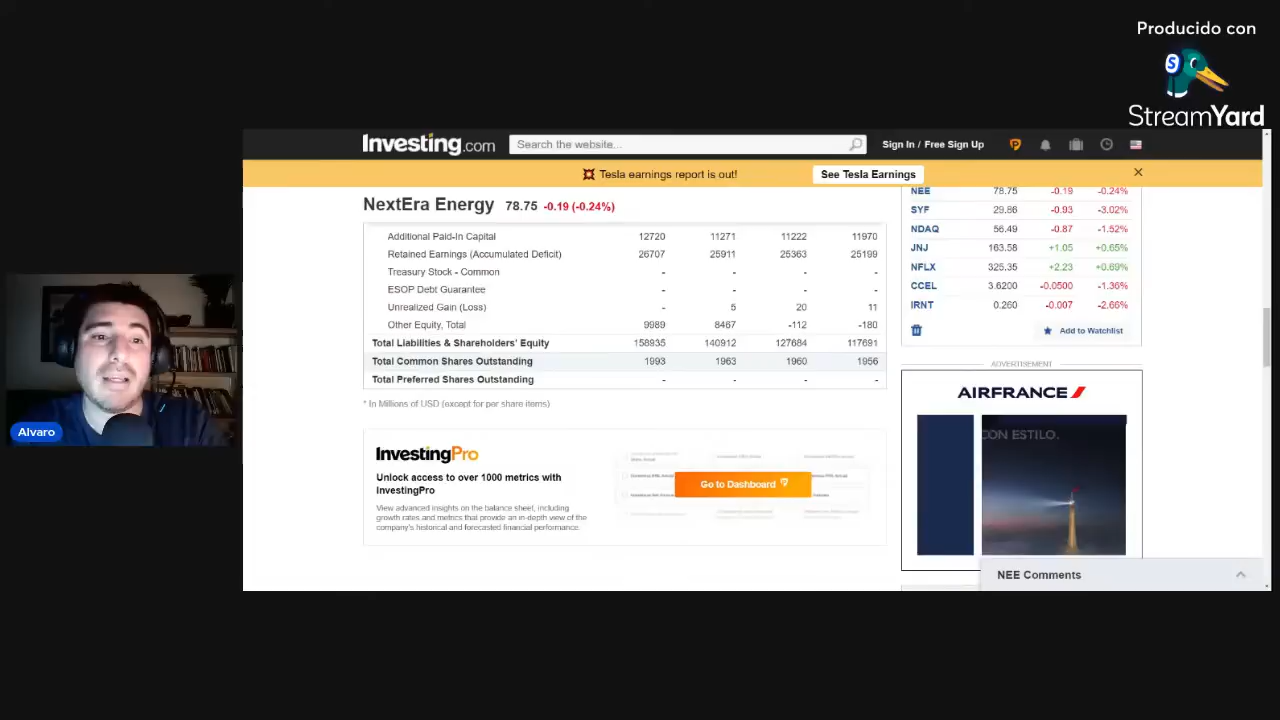 Producido con
StreamYard
Investing.com
Search the website...
Sign In / Free Sign Up
Tesla earnings report is out!
See Tesla Earnings
NextEra Energy 78.75 -0.19 (-0.24%)
Additional Paid-In Capital 12720 11271 11222 11970
Retained Earnings (Accumulated Deficit) 26707 25911 25363 25199
Treasury Stock - Common - - - -
ESOP Debt Guarantee - - - -
Unrealized Gain (Loss) - 5 20 11
Other Equity, Total 9989 8467 -112 -180
Total Liabilities & Shareholders' Equity 158935 140912 127684 117691
Total Common Shares Outstanding 1993 1963 1960 1956
Total Preferred Shares Outstanding - - - -
* In Millions of USD (except for per share items)
InvestingPro
Unlock access to over 1000 metrics with
InvestingPro
View advanced insights on the balance sheet, including
growth rates and metrics that provide an in-depth view of the
company's historical and forecasted financial performance.
Go to Dashboard
NEE 78.75 -0.19 -0.24%
SYF 29.86 -0.93 -3.02%
NDAQ 56.49 -0.87 -1.52%
JNJ 163.58 +1.05 +0.65%
NFLX 325.35 +2.23 +0.69%
CCEL 3.6200 -0.0500 -1.36%
IRNT 0.260 -0.007 -2.66%
Add to Watchlist
ADVERTISEMENT
AIRFRANCE
CON ESTILO.
NEE Comments
Alvaro